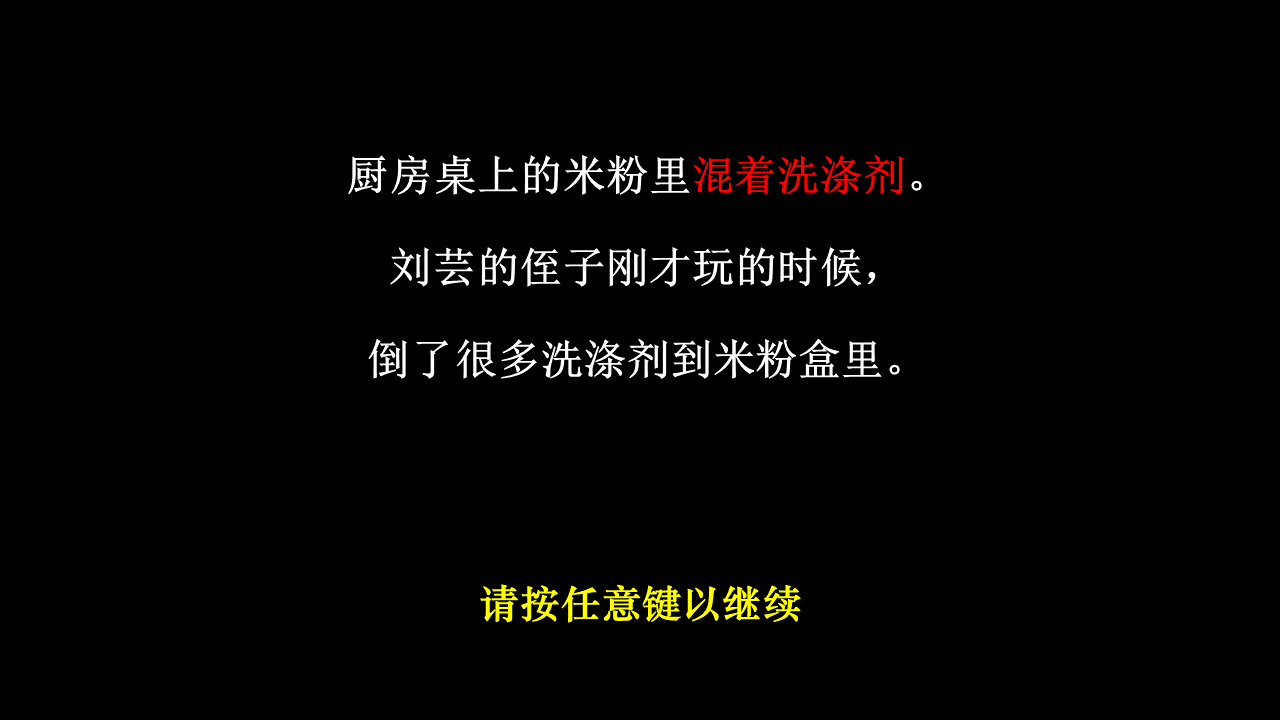 厨房桌上的米粉里混着洗涤剂。
刘芸的侄子刚才玩的时候，
倒了很多洗涤剂到米粉盒里。
请按任意键以继续